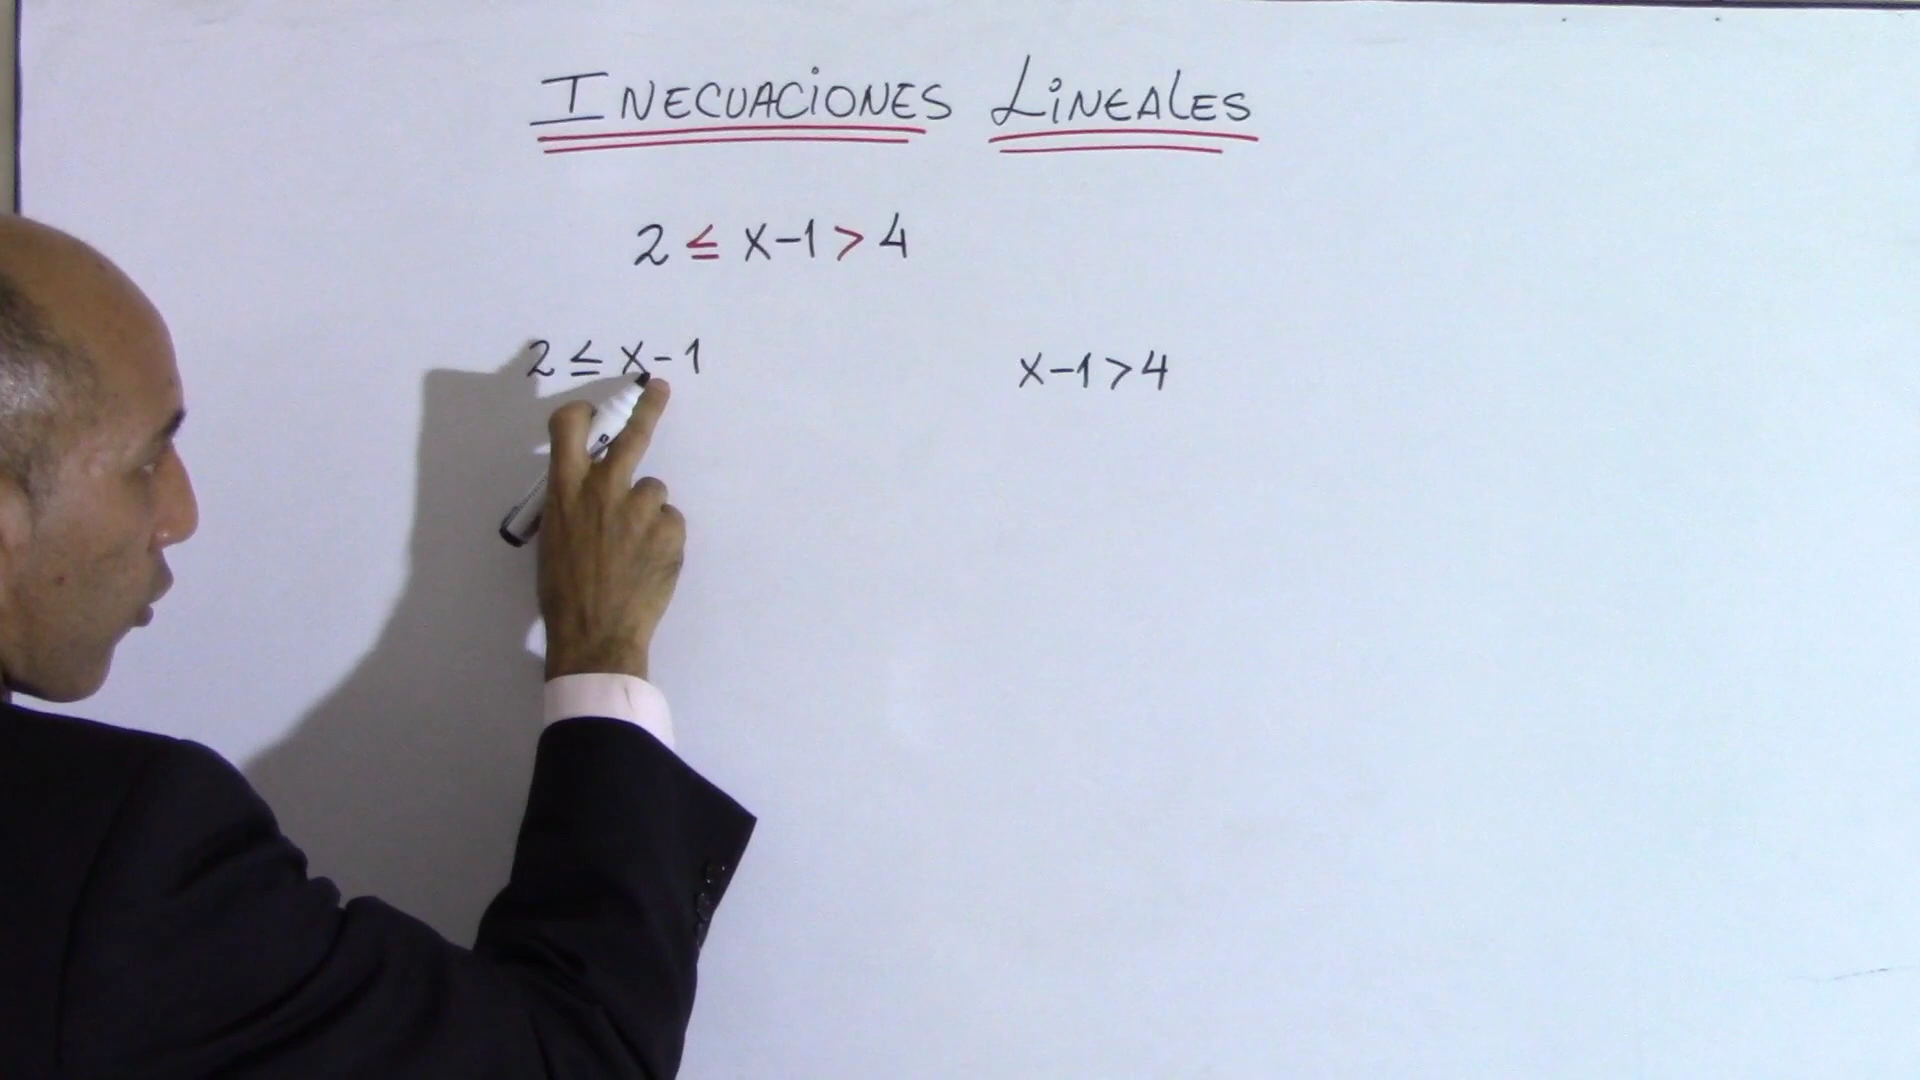 INECUACIONES LINEALES
2 ≤ x-1 > 4
2 ≤ x-1
x-1 > 4